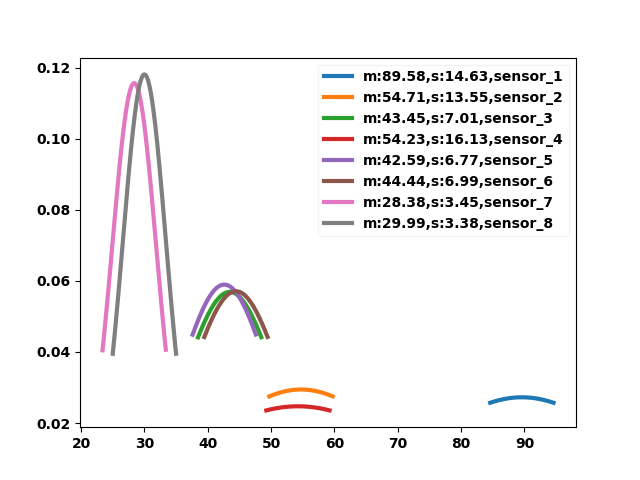 0.12
0.10
0.08
0.06
0.04
0.02
20 30 40 50 60 70 80 90
m:89.58,s:14.63,sensor_1
m:54.71,s:13.55,sensor_2
m:43.45,s:7.01,sensor_3
m:54.23,s:16.13,sensor_4
m:42.59,s:6.77,sensor_5
m:44.44,s:6.99,sensor_6
m:28.38,s:3.45,sensor_7
m:29.99,s:3.38,sensor_8